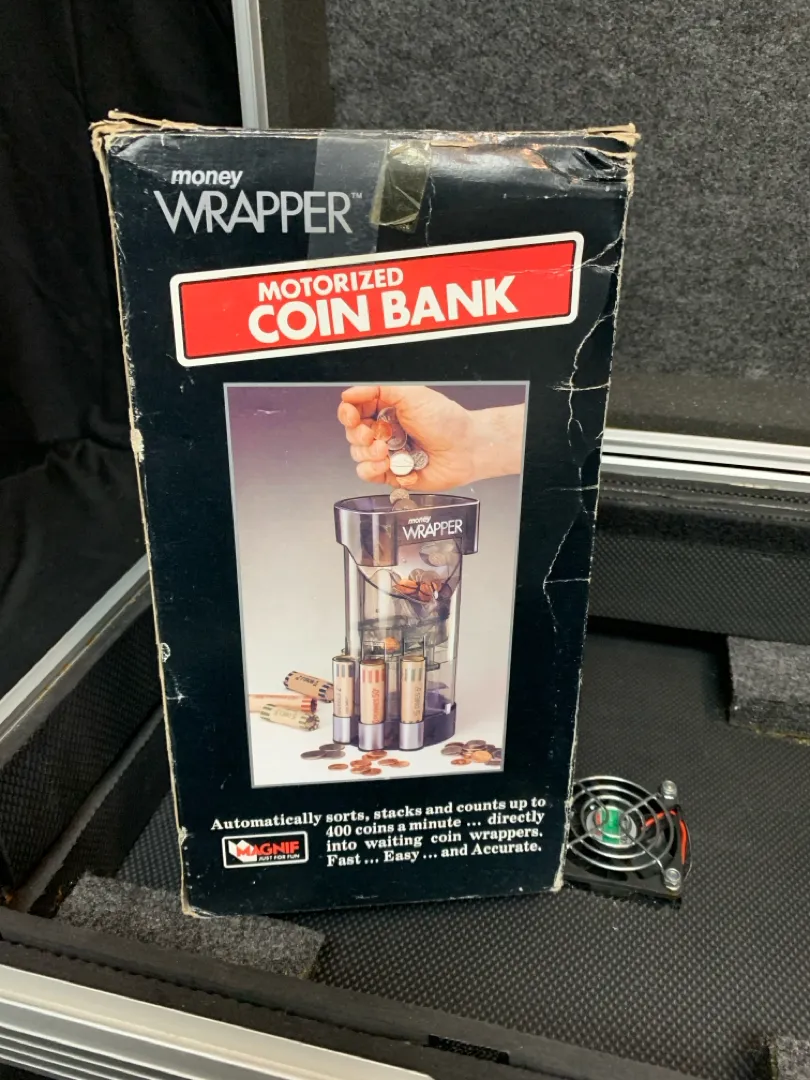 money
WRAPPER™
MOTORIZED
COIN BANK
money
WRAPPER
Automatically sorts, stacks and counts up to
400 coins a minute ... directly
into waiting coin wrappers.
Fast ... Easy ... and Accurate.
MAGNIF
JUST FOR FUN